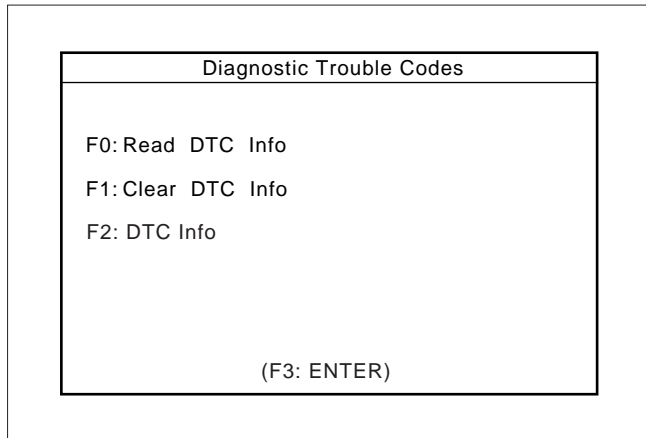 Diagnostic Trouble Codes
F0: Read DTC Info
F1: Clear DTC Info
F2: DTC Info
(F3: ENTER)